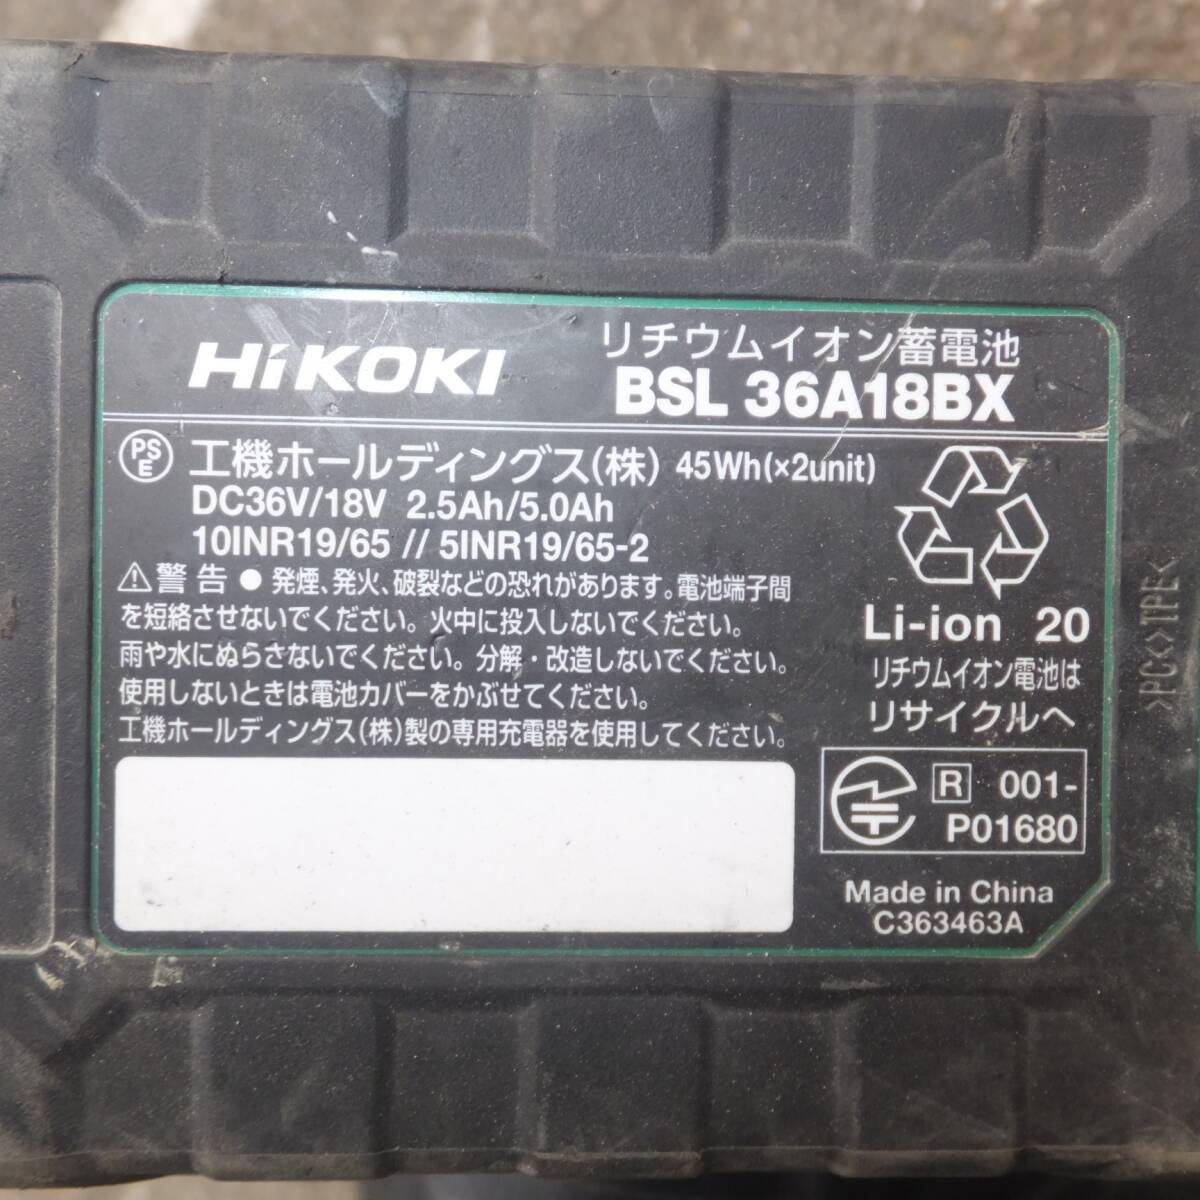 HiKOKI
リチウムイオン蓄電池
BSL 36A18BX
PS
E
工機ホールディングス(株) 45Wh(×2unit)
DC36V/18V 2.5Ah/5.0Ah
10INR19/65 // 5INR19/65-2
⚠警告 ● 発煙、発火、破裂などの恐れがあります。電池端子間
を短絡させないでください。火中に投入しないでください。
雨や水にぬらさないでください。分解・改造しないでください。
使用しないときは電池カバーをかぶせてください。
工機ホールディングス(株)製の専用充電器を使用してください。
Li-ion 20
リチウムイオン電池は
リサイクルへ
R 001-
P01680
Made in China
C363463A
>PC<>TPE<